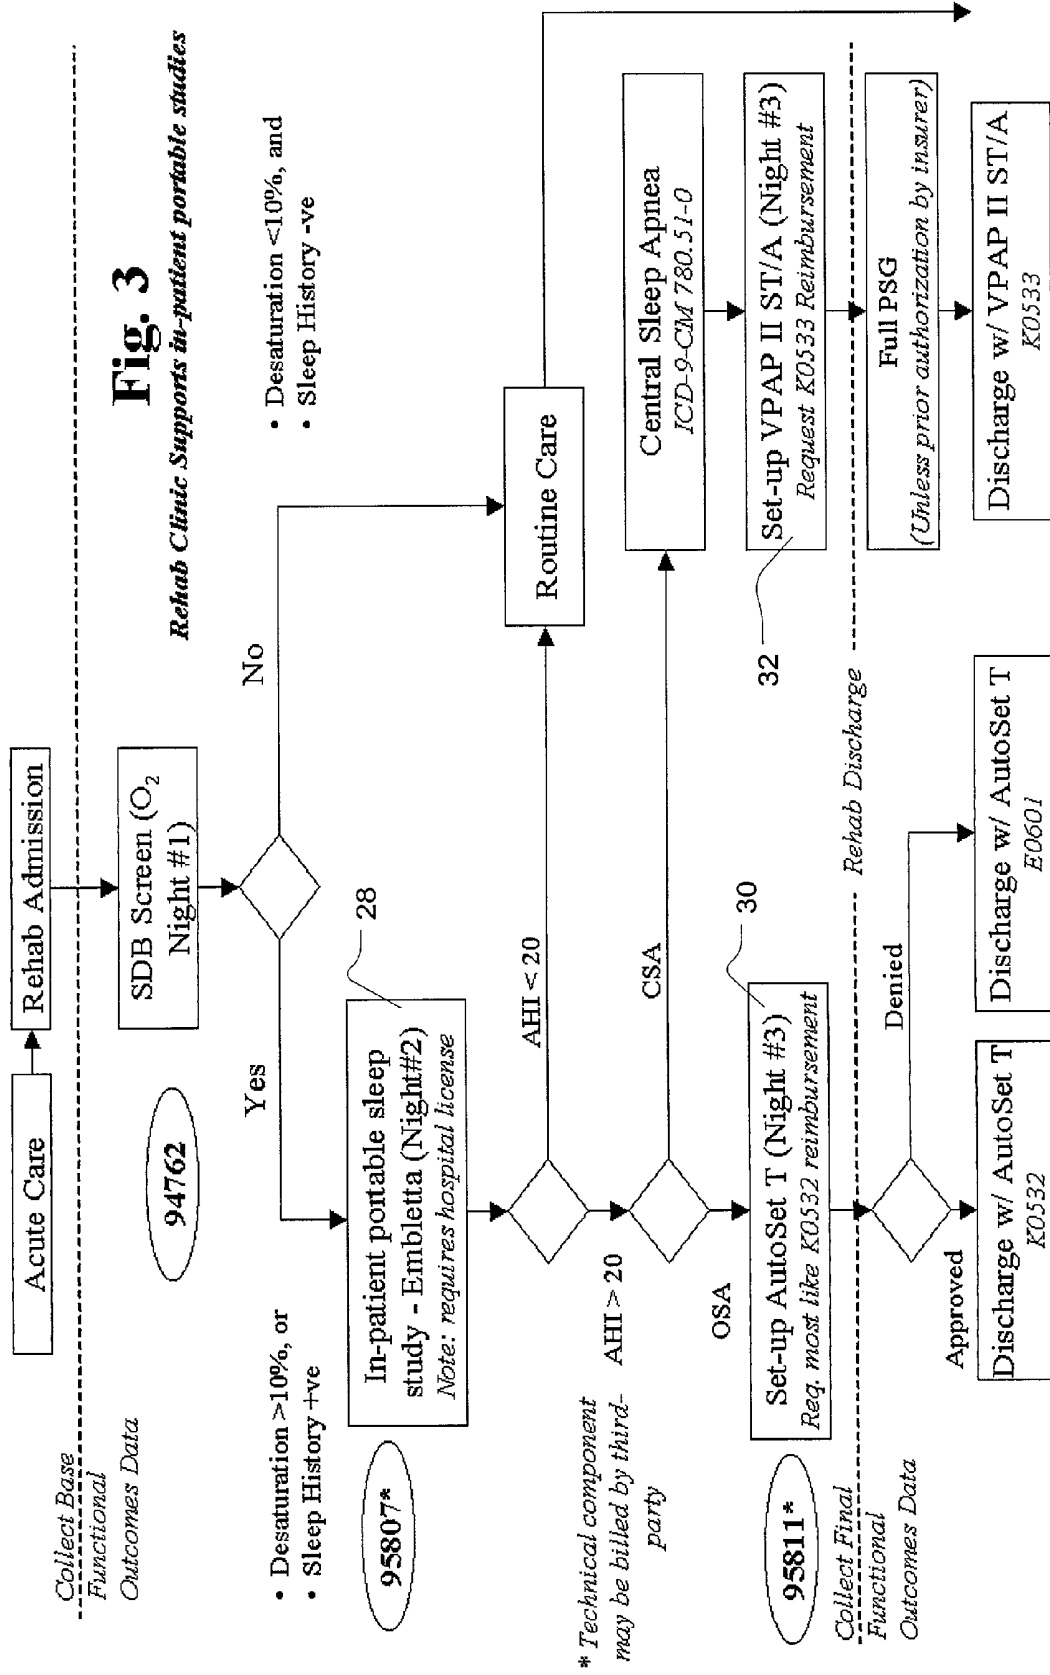 Fig. 3
Rehab Clinic Supports in-patient portable studies
Acute Care
Rehab Admission
Collect Base
Functional
Outcomes Data
94762
SDB Screen (O₂
Night #1)
Yes
No
• Desaturation >10%, or
• Sleep History +ve
• Desaturation <10%, and
• Sleep History -ve
95807*
In-patient portable sleep
study - Embletta (Night#2)
Note: requires hospital license
28
AHI < 20
Routine Care
* Technical component
may be billed by third-
party
AHI > 20
CSA
Central Sleep Apnea
ICD-9-CM 780.51-0
OSA
30
32
95811*
Set-up AutoSet T (Night #3)
Req. most like K0532 reimbursement
Set-up VPAP II ST/A (Night #3)
Request K0533 Reimbursement
Collect Final
Functional
Outcomes Data
Rehab Discharge
Full PSG
(Unless prior authorization by insurer)
Approved
Denied
Discharge w/ AutoSet T
K0532
Discharge w/ AutoSet T
E0601
Discharge w/ VPAP II ST/A
K0533